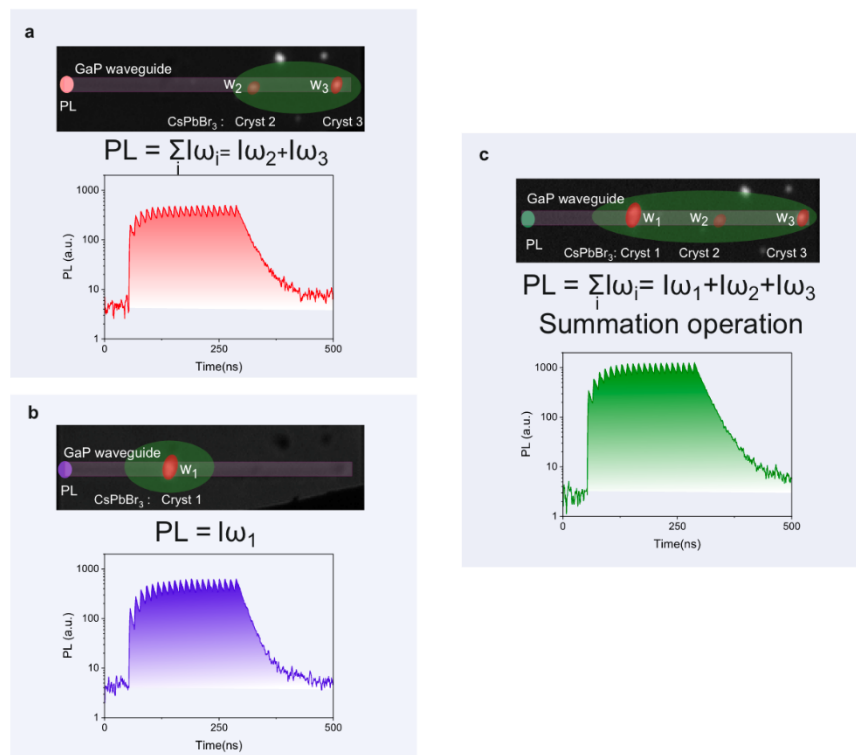 a
GaP waveguide
PL
W₂
W₃
CsPbBr₃ : Cryst 2 Cryst 3
PL = ∑ᵢ Iω_i= Iω₂+Iω₃
PL (a.u.)
1000
100
10
1
0 250 500
Time(ns)
b
GaP waveguide
PL
W₁
CsPbBr₃ : Cryst 1
PL = Iω₁
PL (a.u.)
1000
100
10
1
0 250 500
Time(ns)
c
GaP waveguide
PL
W₁ W₂ W₃
CsPbBr₃: Cryst 1 Cryst 2 Cryst 3
PL = ∑ᵢ Iω_i= Iω₁+Iω₂+Iω₃
Summation operation
PL (a.u.)
1000
100
10
1
0 250 500
Time(ns)